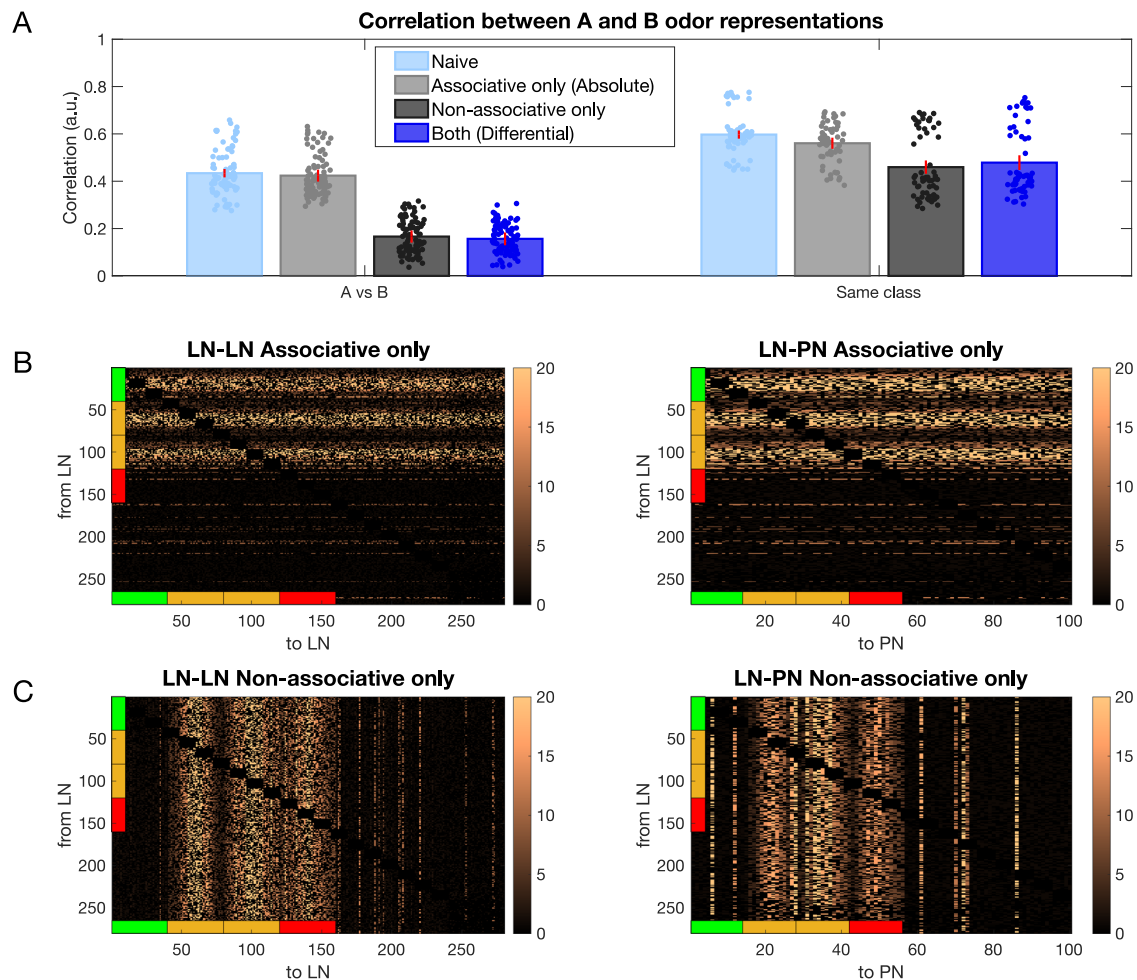 A
Correlation between A and B odor representations
Correlation (a.u.)
1
0.8
0.6
0.4
0.2
0
Naive
Associative only (Absolute)
Non-associative only
Both (Differential)
A vs B
Same class
B
LN-LN Associative only
from LN
50
100
150
200
250
50 100 150 200 250
to LN
20
15
10
5
0
LN-PN Associative only
from LN
50
100
150
200
250
20 40 60 80 100
to PN
20
15
10
5
0
C
LN-LN Non-associative only
from LN
50
100
150
200
250
50 100 150 200 250
to LN
20
15
10
5
0
LN-PN Non-associative only
from LN
50
100
150
200
250
20 40 60 80 100
to PN
20
15
10
5
0